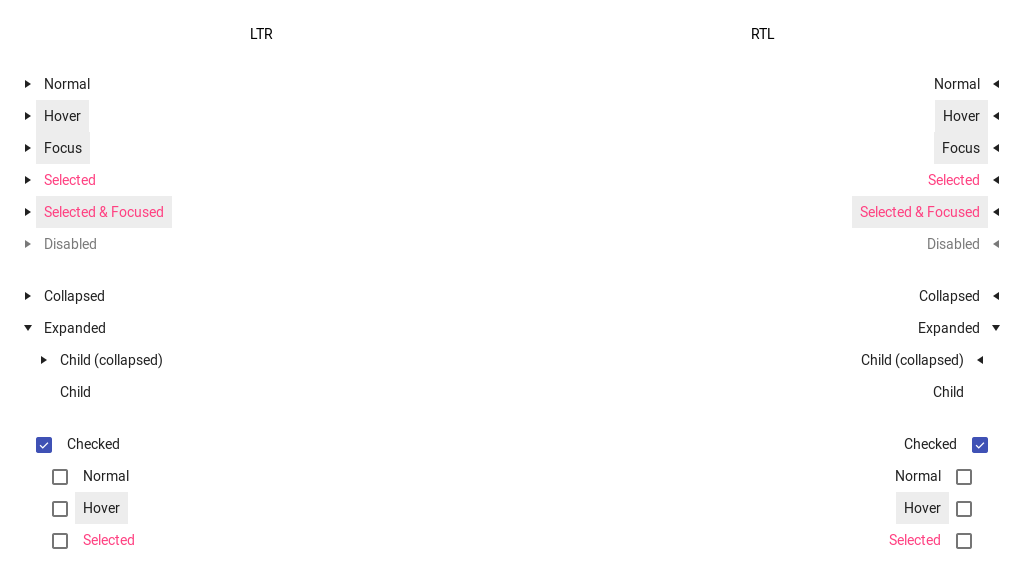 LTR
Normal
Hover
Focus
Selected
Selected & Focused
Disabled
Collapsed
Expanded
Child (collapsed)
Child
Checked
Normal
Hover
Selected
RTL
Normal
Hover
Focus
Selected
Selected & Focused
Disabled
Collapsed
Expanded
Child (collapsed)
Child
Checked
Normal
Hover
Selected